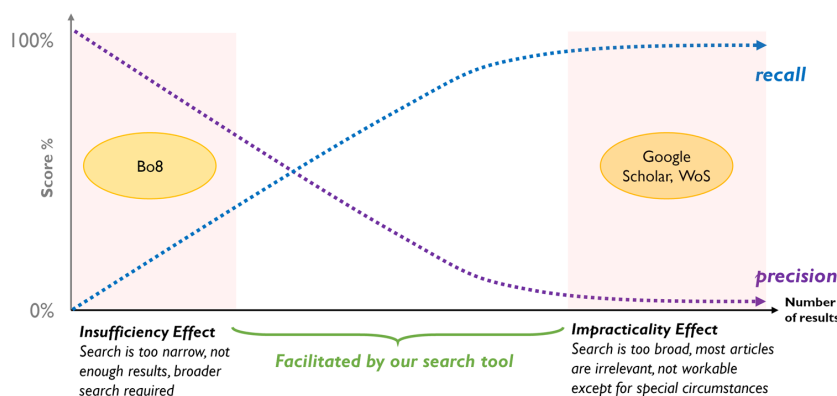 100%
recall
Bo8
Google
Scholar, WoS
Score %
precision
0%
Number
of results
Insufficiency Effect
Search is too narrow, not
enough results, broader
search required
Facilitated by our search tool
Impracticality Effect
Search is too broad, most articles
are irrelevant, not workable
except for special circumstances